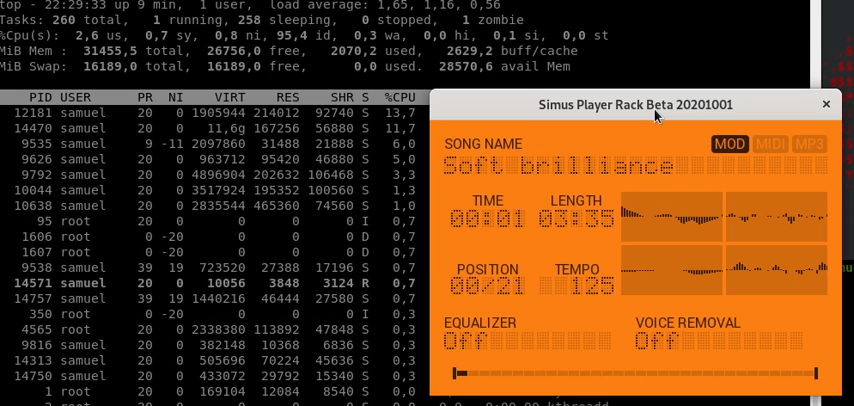 top - 22:29:33 up 9 min,  1 user,  load average: 1,65, 1,16, 0,56
Tasks: 260 total,   1 running, 258 sleeping,   0 stopped,   1 zombie
%Cpu(s):  2,6 us,  0,7 sy,  0,8 ni, 95,4 id,  0,3 wa,  0,0 hi,  0,1 si,  0,0 st
MiB Mem :  31455,5 total,  26756,0 free,   2070,2 used,   2629,2 buff/cache
MiB Swap:  16189,0 total,  16189,0 free,      0,0 used.  28570,6 avail Mem
PID USER PR NI VIRT RES SHR S %CPU
12181 samuel 20 0 1905944 214012 92740 S 13,7
14470 samuel 20 0 11,6g 167256 56880 S 11,7
9535 samuel 9 -11 2097860 31488 21888 S 6,0
9626 samuel 20 0 963712 95420 46880 S 5,0
9792 samuel 20 0 4896904 202632 106468 S 3,3
10044 samuel 20 0 3517924 195352 100560 S 1,3
10638 samuel 20 0 2835544 465360 74560 S 1,0
95 root 20 0 0 0 0 I 0,7
1606 root 0 -20 0 0 0 D 0,7
1607 root 0 -20 0 0 0 D 0,7
9538 samuel 39 19 723520 27388 17196 S 0,7
14571 samuel 20 0 10056 3848 3124 R 0,7
14757 samuel 39 19 1440216 46444 27580 S 0,7
350 root 0 -20 0 0 0 I 0,3
4565 root 20 0 2338380 113892 47848 S 0,3
9816 samuel 20 0 382148 10368 6836 S 0,3
14313 samuel 20 0 505696 70224 45636 S 0,3
14750 samuel 20 0 433072 29792 15340 S 0,3
1 root 20 0 169104 12084 8540 S 0,0
Simus Player Rack Beta 20201001 ×
SONG NAME MOD MIDI MP3
Soft brilliance
TIME LENGTH
00:01 03:35
POSITION TEMPO
00/21 125
EQUALIZER VOICE REMOVAL
Off Off